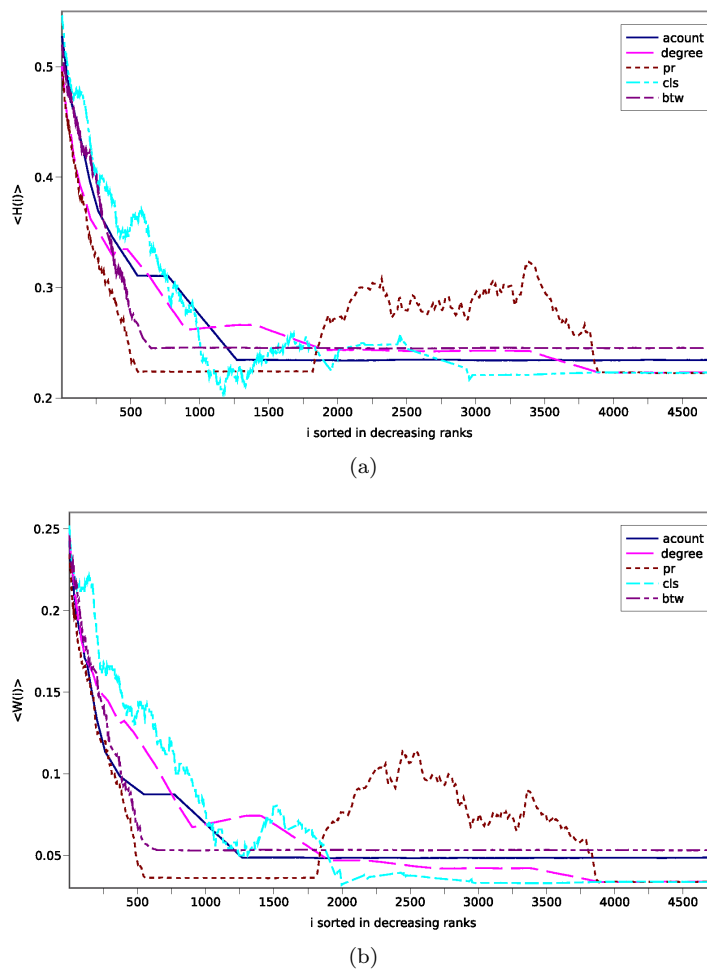 0.5
0.4
0.3
0.2
<H(i)>
500
1000
1500
2000
2500
3000
3500
4000
4500
i sorted in decreasing ranks
acount
degree
pr
cls
btw
(a)
0.25
0.2
0.15
0.1
0.05
<W(i)>
500
1000
1500
2000
2500
3000
3500
4000
4500
i sorted in decreasing ranks
acount
degree
pr
cls
btw
(b)